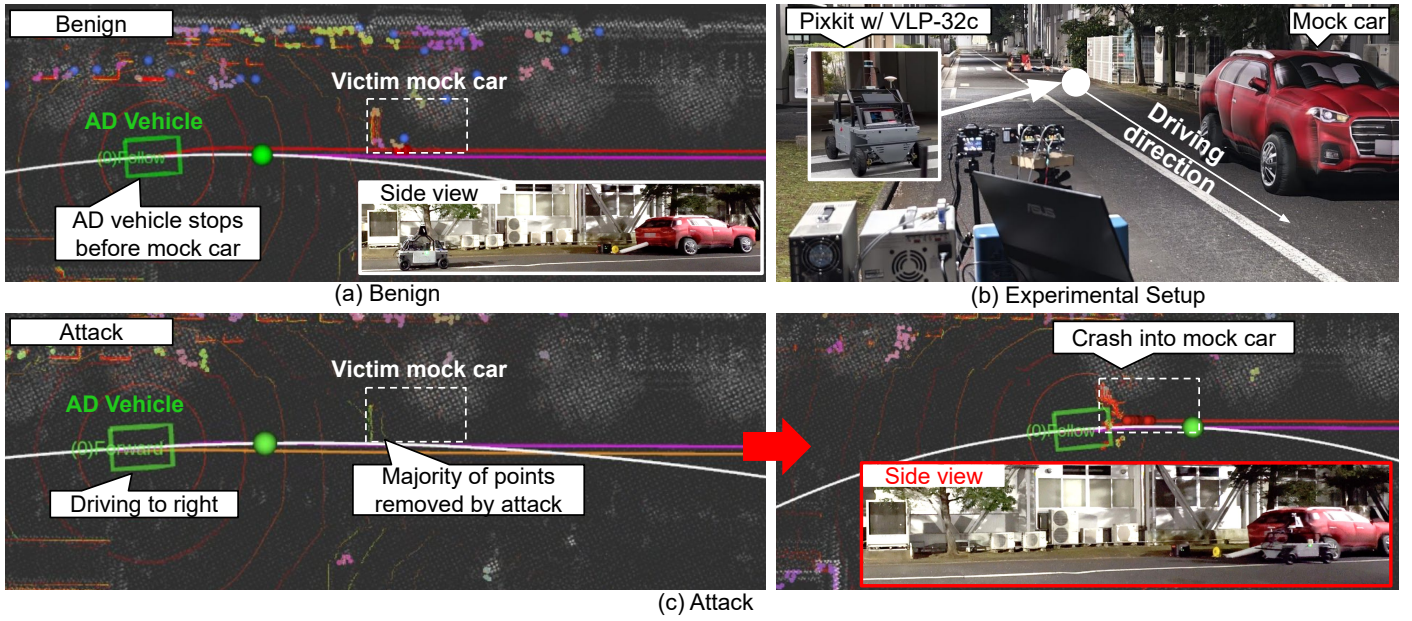 Benign
Victim mock car
AD Vehicle
(0)Follow
AD vehicle stops
before mock car
Side view
(a) Benign
Pixkit w/ VLP-32c
Mock car
Driving
direction
ASUS
(b) Experimental Setup
Attack
Victim mock car
AD Vehicle
(0)Forward
Driving to right
Majority of points
removed by attack
Crash into mock car
(0)Follow
Side view
(c) Attack